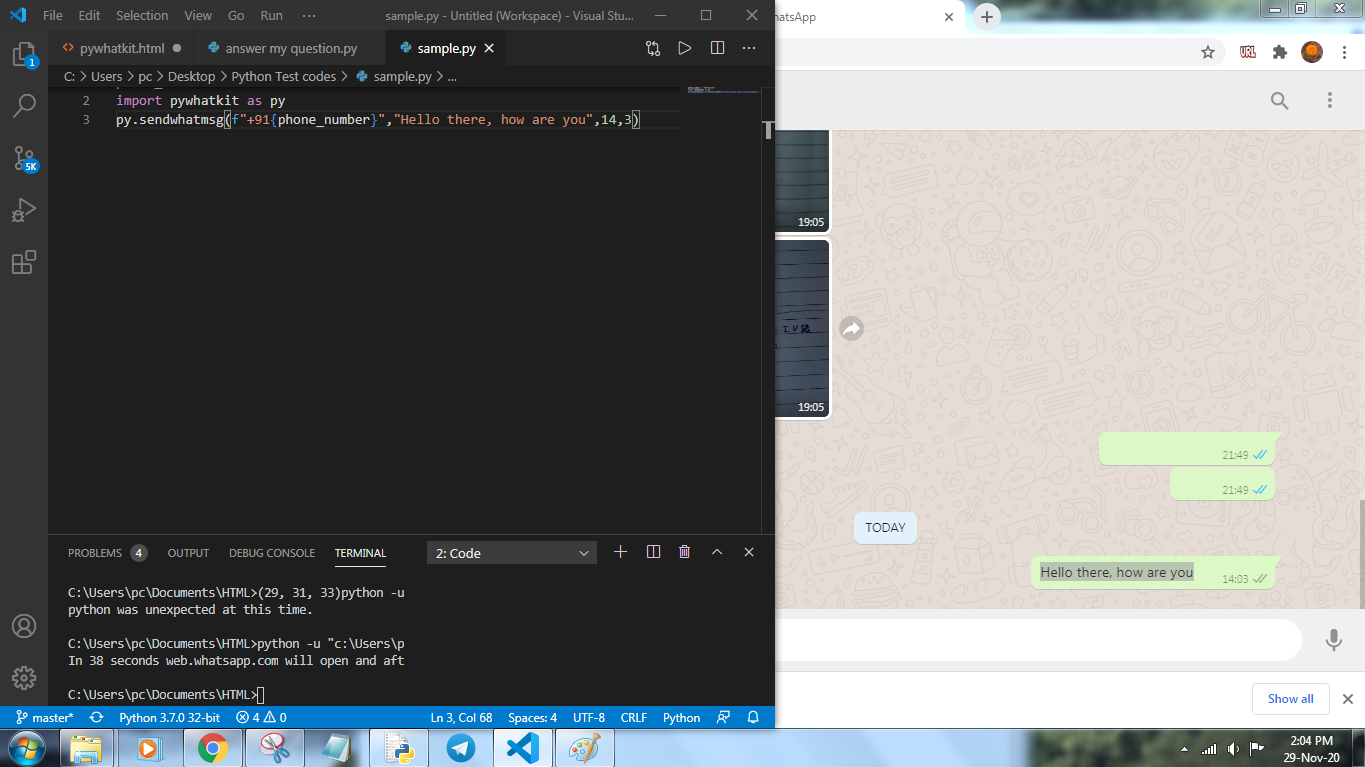 File Edit Selection View Go Run ··· sample.py - Untitled (Workspace) - Visual Stu...
pywhatkit.html answer my question.py sample.py
C: > Users > pc > Desktop > Python Test codes > sample.py > ...
2 import pywhatkit as py
3 py.sendwhatmsg(f"+91{phone_number}","Hello there, how are you",14,3)
PROBLEMS 4 OUTPUT DEBUG CONSOLE TERMINAL 2: Code
C:\Users\pc\Documents\HTML>(29, 31, 33)python -u
python was unexpected at this time.
C:\Users\pc\Documents\HTML>python -u "c:\Users\p
In 38 seconds web.whatsapp.com will open and aft
C:\Users\pc\Documents\HTML>
1
5K
master* Python 3.7.0 32-bit 4 0 Ln 3, Col 68 Spaces: 4 UTF-8 CRLF Python
hatsApp
URL
19:05
19:05
21:49
21:49
TODAY
Hello there, how are you 14:03
Show all
2:04 PM
29-Nov-20